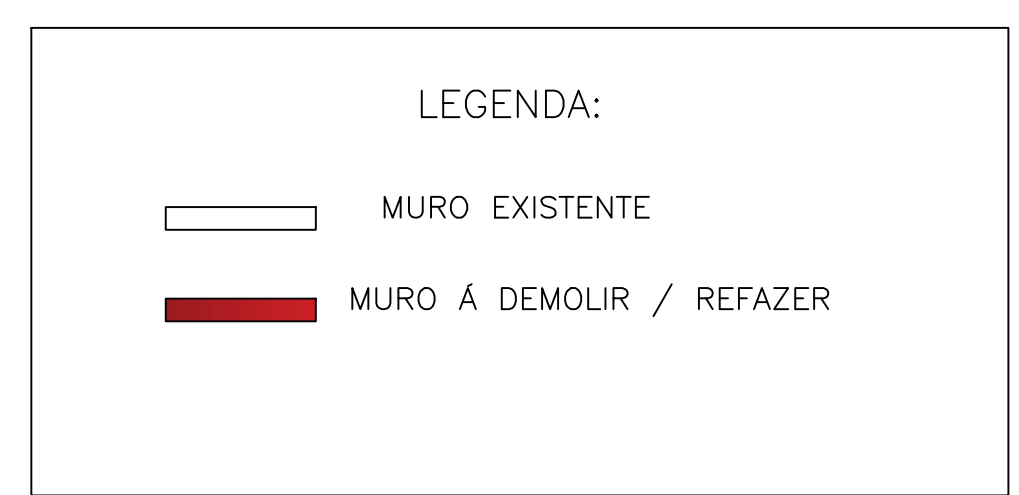 LEGENDA:
MURO EXISTENTE
MURO Á DEMOLIR / REFAZER